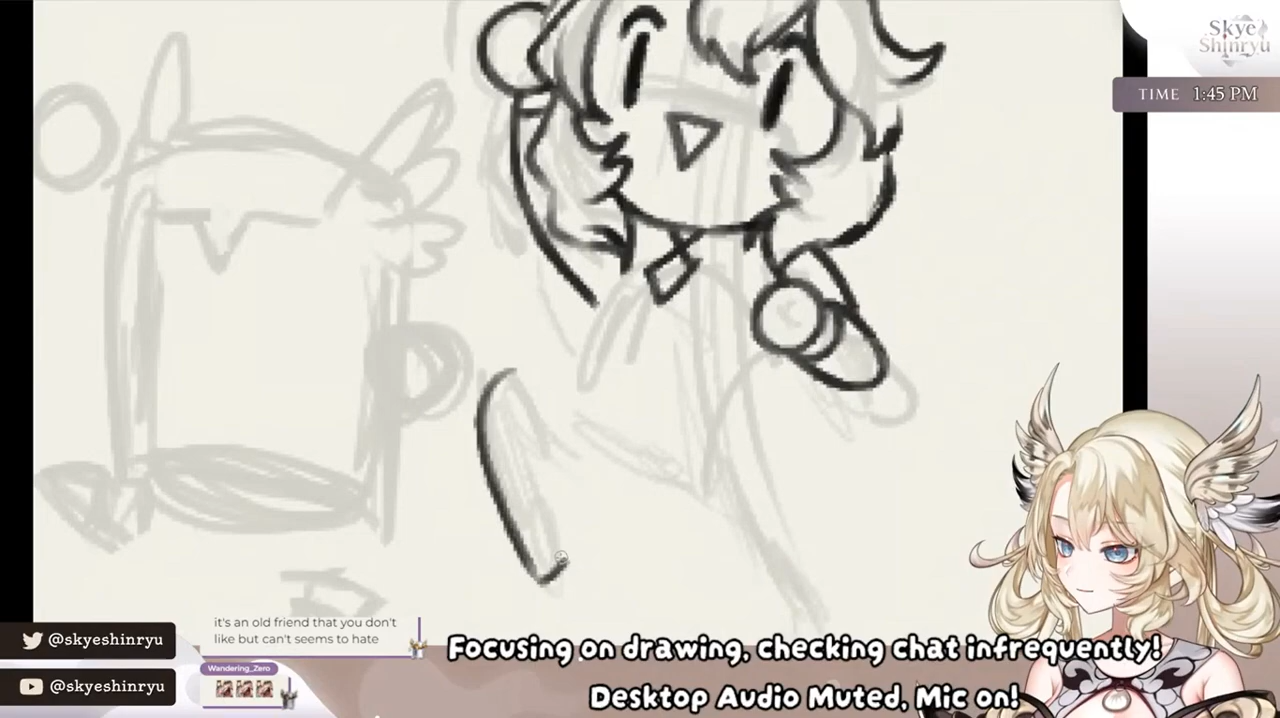 Skye
Shinryu
TIME 1:45 PM
it's an old friend that you don't
like but can't seems to hate
Wandering_Zero
@skyeshinryu
@skyeshinryu
Focusing on drawing, checking chat infrequently!
Desktop Audio Muted, Mic on!